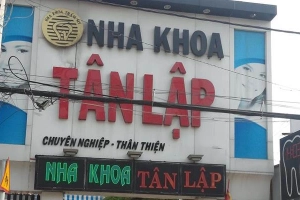 NHA KHOA
TÂN LẬP
CHUYÊN NGHIỆP - THÂN THIỆN
NHA KHOA TÂN LẬP